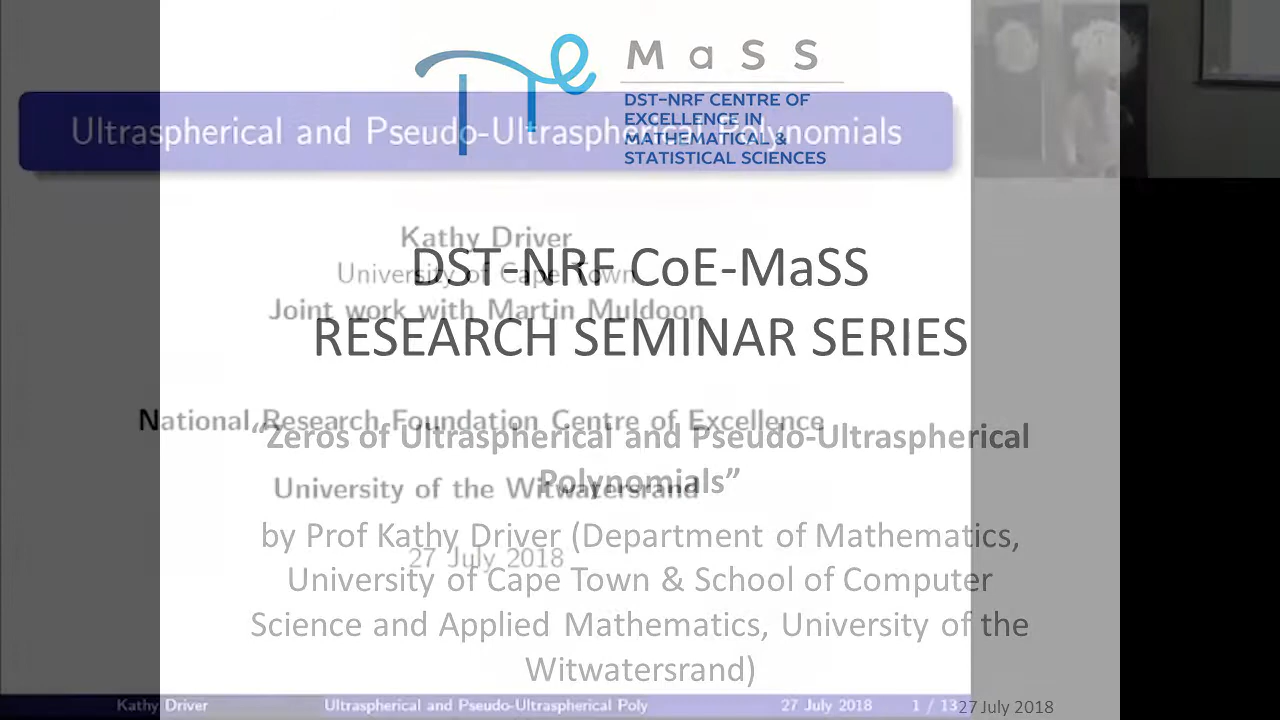 MaSS
DST-NRF CENTRE OF
EXCELLENCE IN
MATHEMATICAL &
STATISTICAL SCIENCES
Ultraspherical and Pseudo-Ultraspherical Polynomials
Kathy Driver
University of Cape Town
Joint work with Martin Muldoon
DST-NRF CoE-MaSS
RESEARCH SEMINAR SERIES
National Research Foundation Centre of Excellence
“Zeros of Ultraspherical and Pseudo-Ultraspherical
Polynomials”
University of the Witwatersrand
by Prof Kathy Driver (Department of Mathematics,
27 July 2018
University of Cape Town & School of Computer
Science and Applied Mathematics, University of the
Witwatersrand)
Kathy Driver Ultraspherical and Pseudo-Ultraspherical Poly 27 July 2018 1 / 13
27 July 2018